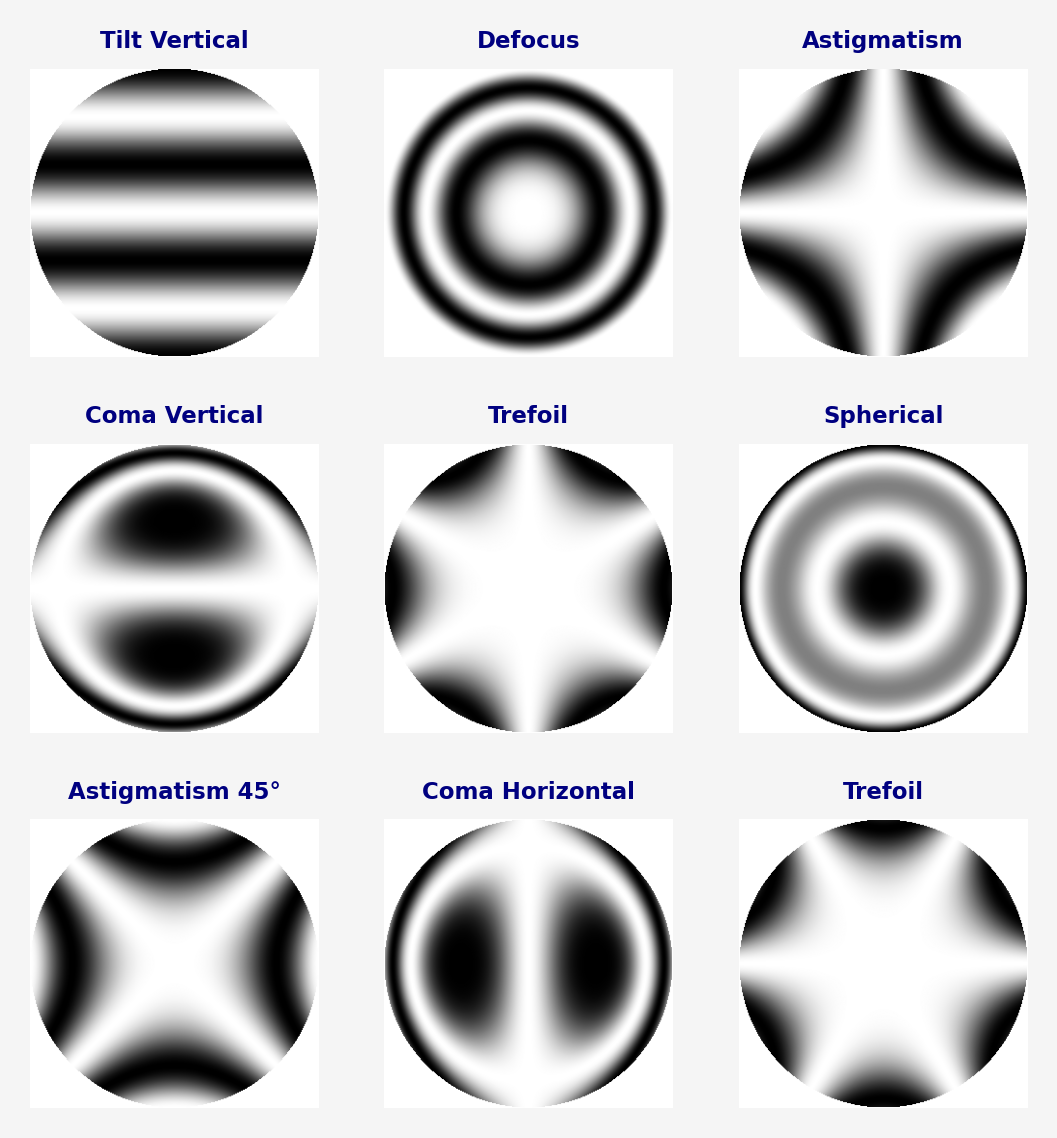 Tilt Vertical
Defocus
Astigmatism
Coma Vertical
Trefoil
Spherical
Astigmatism 45°
Coma Horizontal
Trefoil